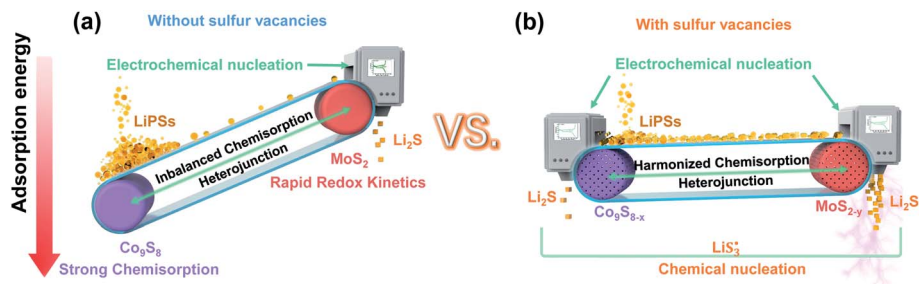 (a)
Without sulfur vacancies
Adsorption energy
Electrochemical nucleation
LiPSs
Inbalanced Chemisorption
Heterojunction
Li₂S
MoS₂
Rapid Redox Kinetics
Co₉S₈
Strong Chemisorption
VS.
(b)
With sulfur vacancies
Electrochemical nucleation
LiPSs
Harmonized Chemisorption
Heterojunction
Li₂S
Co₉S₈₋ₓ
MoS₂₋y
Li₂S
LiS₃*
Chemical nucleation